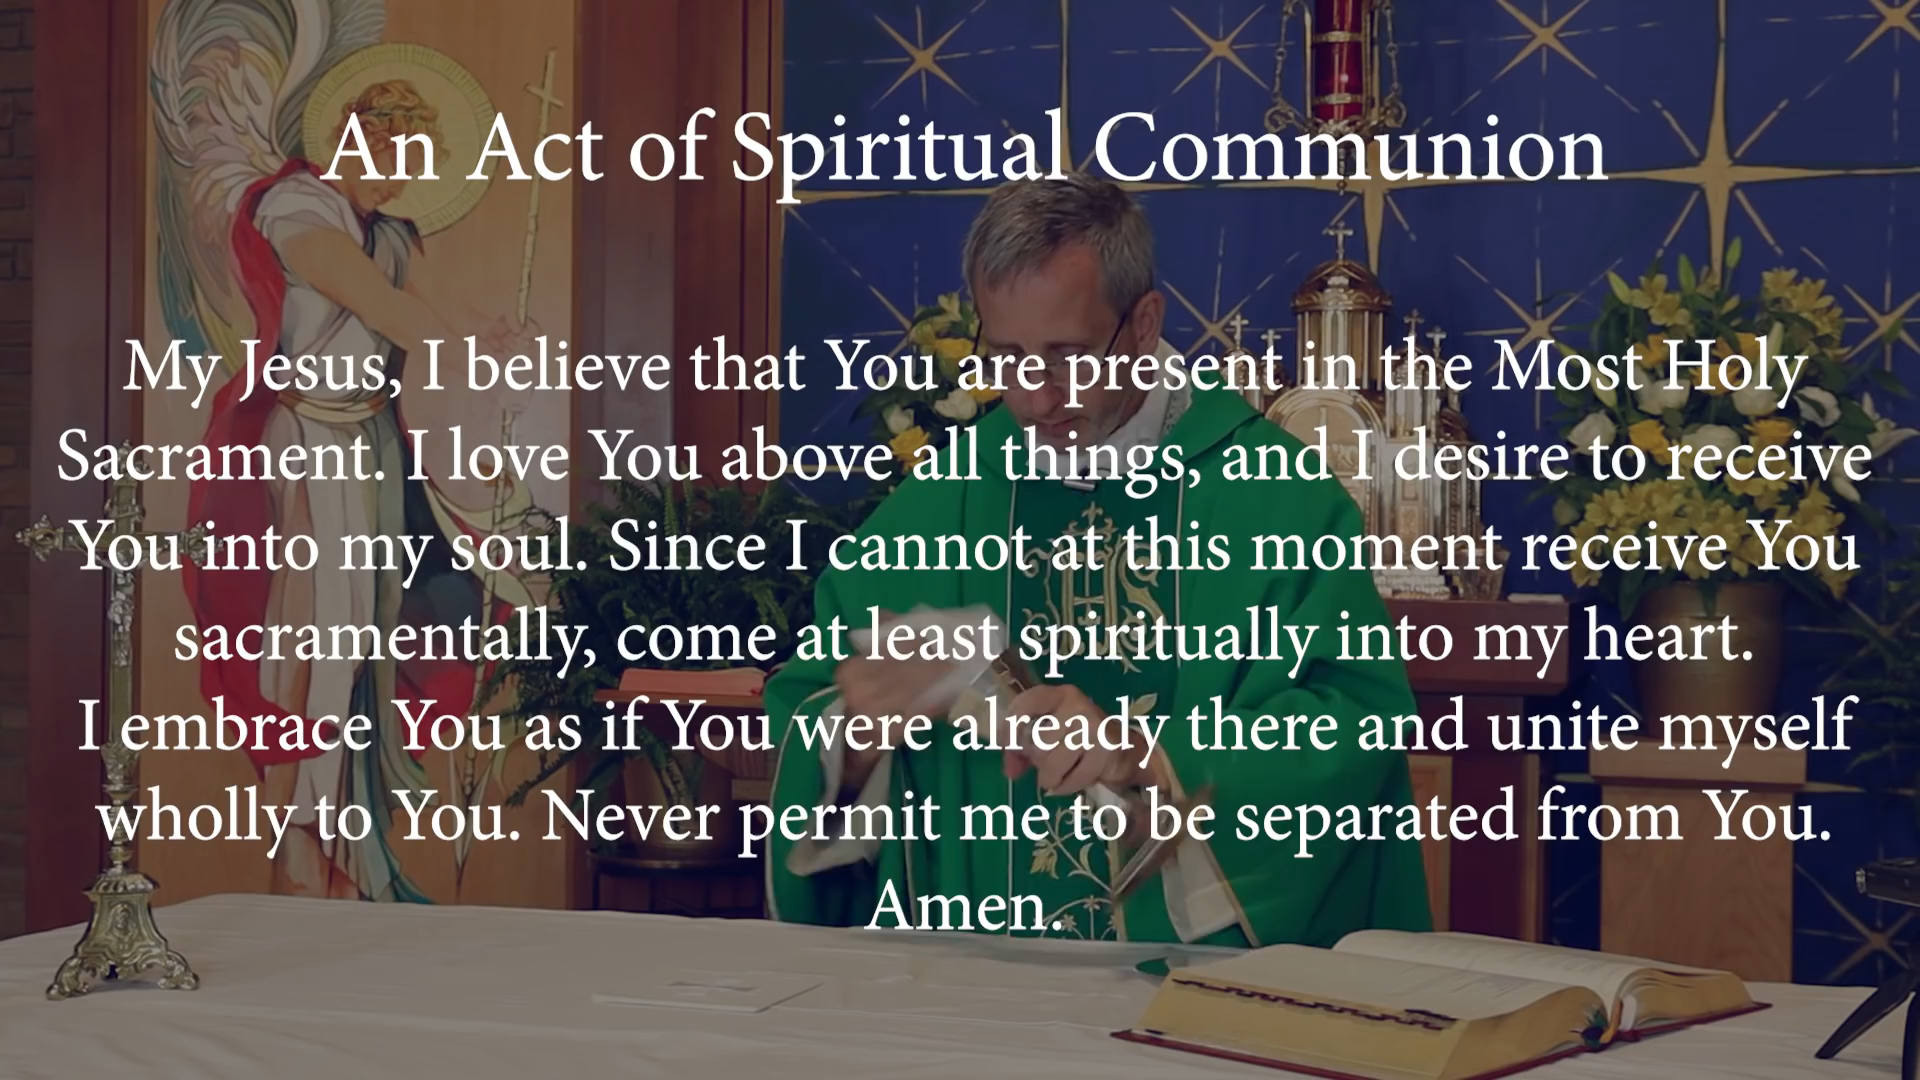 An Act of Spiritual Communion
My Jesus, I believe that You are present in the Most Holy
Sacrament. I love You above all things, and I desire to receive
You into my soul. Since I cannot at this moment receive You
sacramentally, come at least spiritually into my heart.
I embrace You as if You were already there and unite myself
wholly to You. Never permit me to be separated from You.
Amen.
IHS